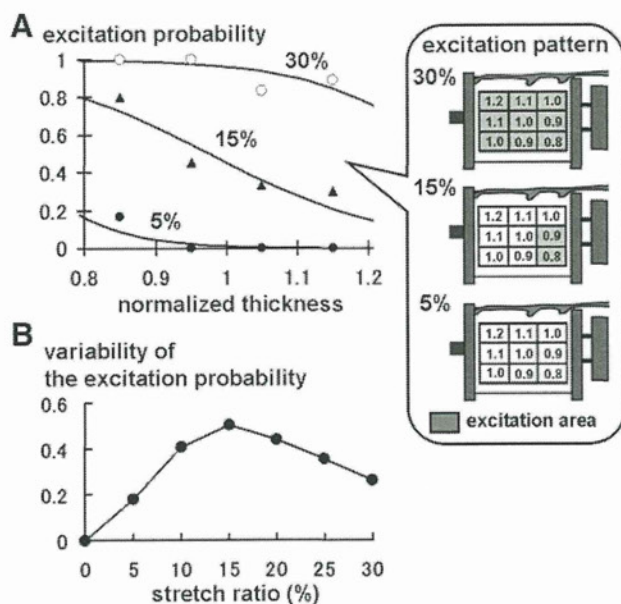 A
excitation probability
1
0.8
0.6
0.4
0.2
0
30%
15%
5%
0.8 0.9 1 1.1 1.2
normalized thickness
excitation pattern
30%
1.2 1.1 1.0
1.1 1.0 0.9
1.0 0.9 0.8
15%
1.2 1.1 1.0
1.1 1.0 0.9
1.0 0.9 0.8
5%
1.2 1.1 1.0
1.1 1.0 0.9
1.0 0.9 0.8
excitation area
B
variability of
the excitation probability
0.6
0.4
0.2
0
0 5 10 15 20 25 30
stretch ratio (%)